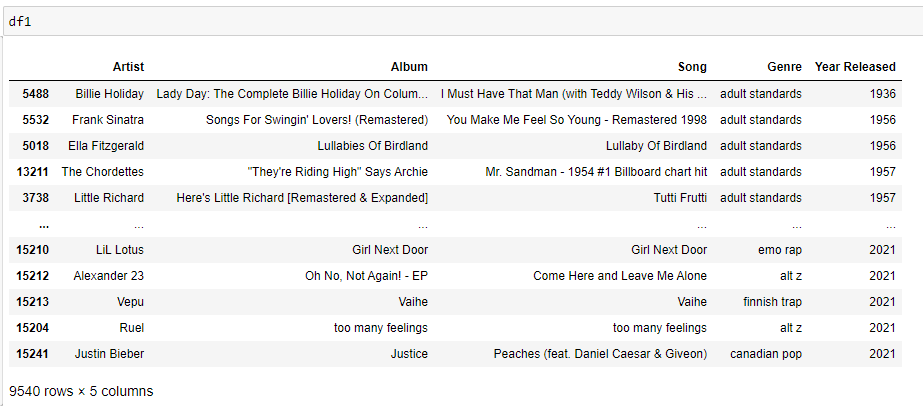 df1
Artist Album Song Genre Year Released
5488 Billie Holiday Lady Day: The Complete Billie Holiday On Colum... I Must Have That Man (with Teddy Wilson & His ... adult standards 1936
5532 Frank Sinatra Songs For Swingin' Lovers! (Remastered) You Make Me Feel So Young - Remastered 1998 adult standards 1956
5018 Ella Fitzgerald Lullabies Of Birdland Lullaby Of Birdland adult standards 1956
13211 The Chordettes "They're Riding High" Says Archie Mr. Sandman - 1954 #1 Billboard chart hit adult standards 1957
3738 Little Richard Here's Little Richard [Remastered & Expanded] Tutti Frutti adult standards 1957
... ... ... ... ... ...
15210 LiL Lotus Girl Next Door Girl Next Door emo rap 2021
15212 Alexander 23 Oh No, Not Again! - EP Come Here and Leave Me Alone alt z 2021
15213 Vepu Vaihe Vaihe finnish trap 2021
15204 Ruel too many feelings too many feelings alt z 2021
15241 Justin Bieber Justice Peaches (feat. Daniel Caesar & Giveon) canadian pop 2021
9540 rows × 5 columns